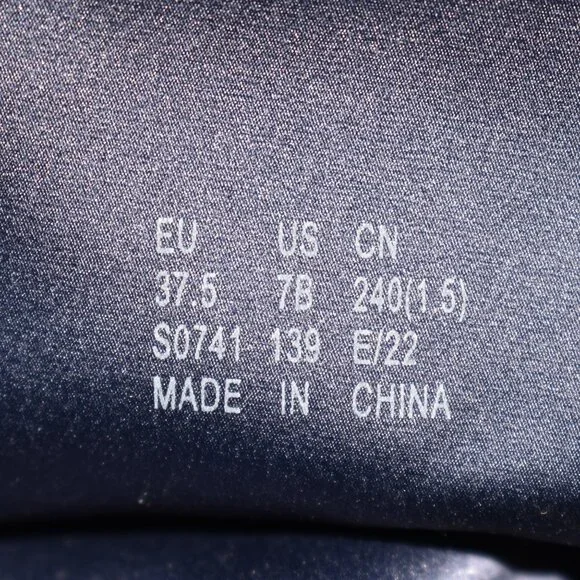 EU US CN
37.5 7B 240(1.5)
S0741 139 E/22
MADE IN CHINA